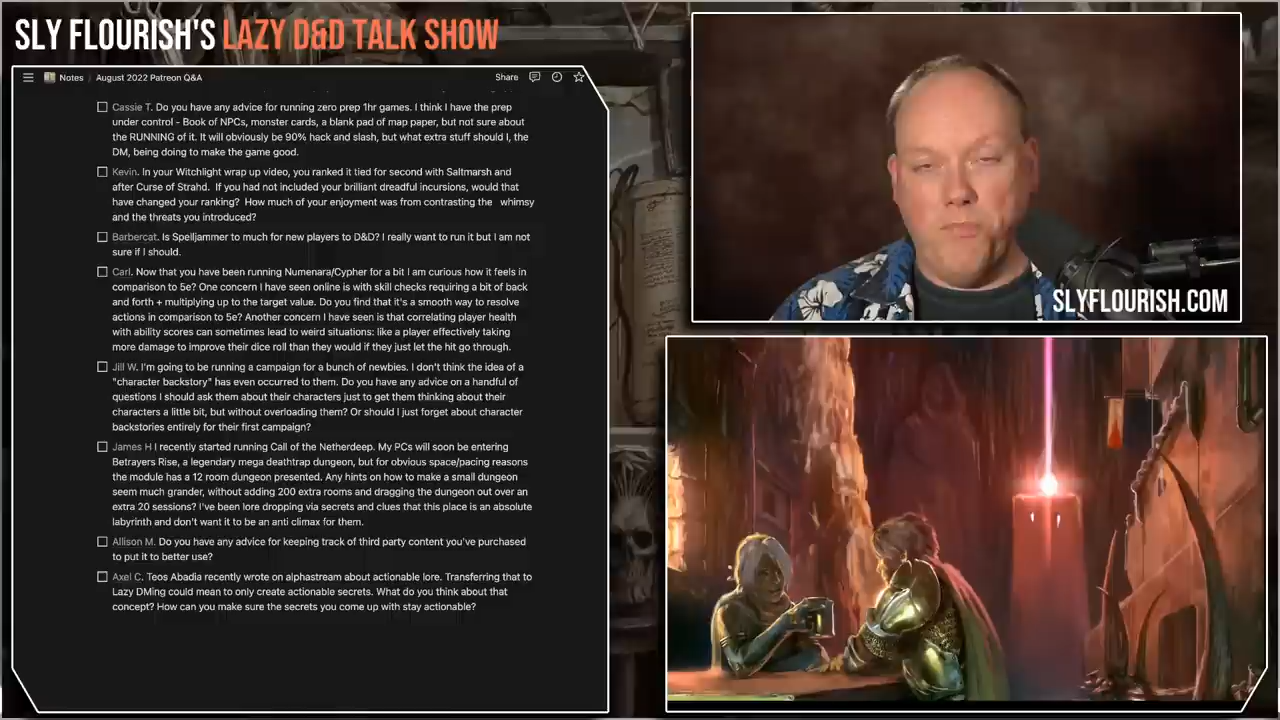 SLY FLOURISH'S LAZY D&D TALK SHOW
Notes / August 2022 Patreon Q&A
Share
Cassie T. Do you have any advice for running zero prep 1hr games. I think I have the prep
under control - Book of NPCs, monster cards, a blank pad of map paper, but not sure about
the RUNNING of it. It will obviously be 90% hack and slash, but what extra stuff should I, the
DM, being doing to make the game good.
Kevin. In your Witchlight wrap up video, you ranked it tied for second with Saltmarsh and
after Curse of Strahd. If you had not included your brilliant dreadful incursions, would that
have changed your ranking? How much of your enjoyment was from contrasting the whimsy
and the threats you introduced?
Barbercat. Is Speiljammer to much for new players to D&D? I really want to run it but I am not
sure if I should.
Carl. Now that you have been running Numenara/Cypher for a bit I am curious how it feels in
comparison to 5e? One concern I have seen online is with skill checks requiring a bit of back
and forth + multiplying up to the target value. Do you find that it's a smooth way to resolve
actions in comparison to 5e? Another concern I have seen is that correlating player health
with ability scores can sometimes lead to weird situations: like a player effectively taking
more damage to improve their dice roll than they would if they just let the hit go through.
Jill W. I'm going to be running a campaign for a bunch of newbies. I don't think the idea of a
"character backstory" has even occurred to them. Do you have any advice on a handful of
questions I should ask them about their characters just to get them thinking about their
characters a little bit, but without overloading them? Or should I just forget about character
backstories entirely for their first campaign?
James H I recently started running Call of the Netherdeep. My PCs will soon be entering
Betrayers Rise, a legendary mega deathtrap dungeon, but for obvious space/pacing reasons
the module has a 12 room dungeon presented. Any hints on how to make a small dungeon
seem much grander, without adding 200 extra rooms and dragging the dungeon out over an
extra 20 sessions? I've been lore dropping via secrets and clues that this place is an absolute
labyrinth and don't want it to be an anti climax for them.
Allison M. Do you have any advice for keeping track of third party content you've purchased
to put it to better use?
Axel C. Teos Abadia recently wrote on alphastream about actionable lore. Transferring that to
Lazy DMing could mean to only create actionable secrets. What do you think about that
concept? How can you make sure the secrets you come up with stay actionable?
SLYFLOURISH.COM